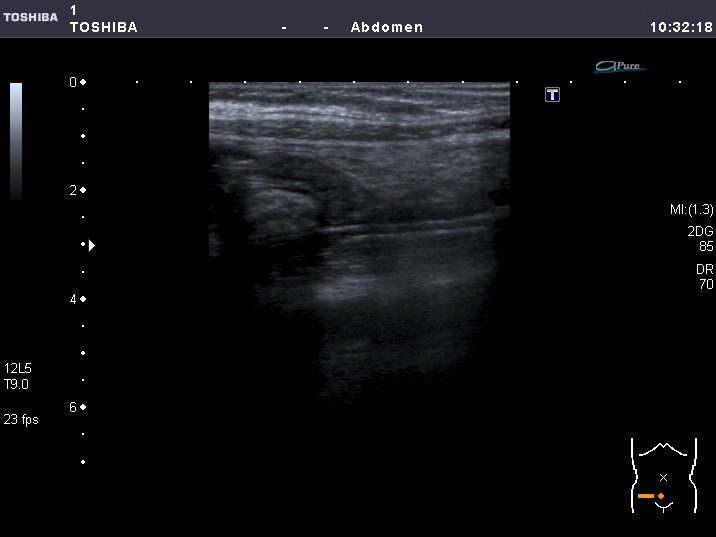 TOSHIBA
1
TOSHIBA - - Abdomen 10:32:18
Pure
0
T
2
MI:(1.3)
2DG
85
DR
70
4
12L5
T9.0
6
23 fps